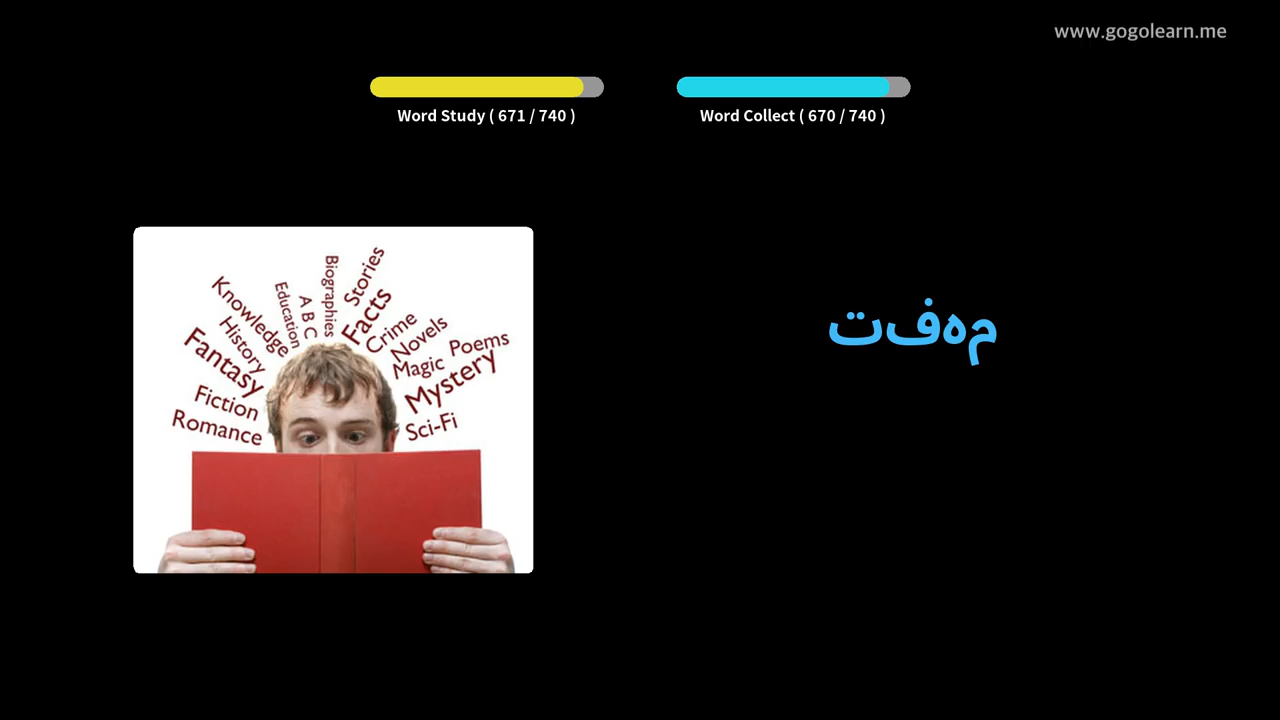 www.gogolearn.me
Word Study ( 671 / 740 )
Word Collect ( 670 / 740 )
Biographies
Stories
Education
A B C
Facts
Knowledge
Crime
History
Novels
Poems
Fantasy
Magic
Mystery
Fiction
Romance
Sci-Fi
مهفت